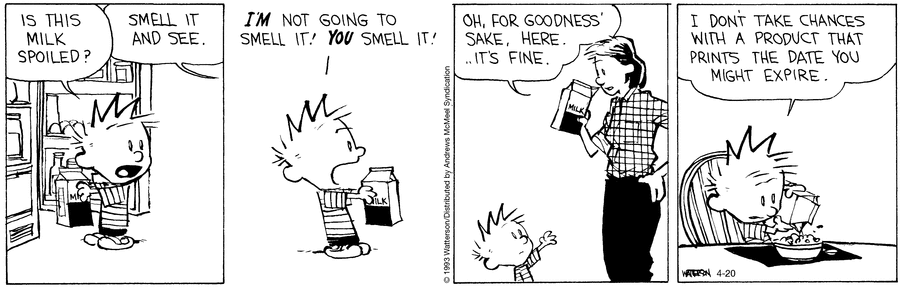 IS THIS
MILK
SPOILED?
SMELL IT
AND SEE.
MI
I'M NOT GOING TO
SMELL IT! YOU SMELL IT!
ILK
© 1993 Watterson/Distributed by Andrews McMeel Syndication
OH, FOR GOODNESS'
SAKE, HERE.
..IT'S FINE.
MILK
I DON'T TAKE CHANCES
WITH A PRODUCT THAT
PRINTS THE DATE YOU
MIGHT EXPIRE.
WATTERSON 4-20